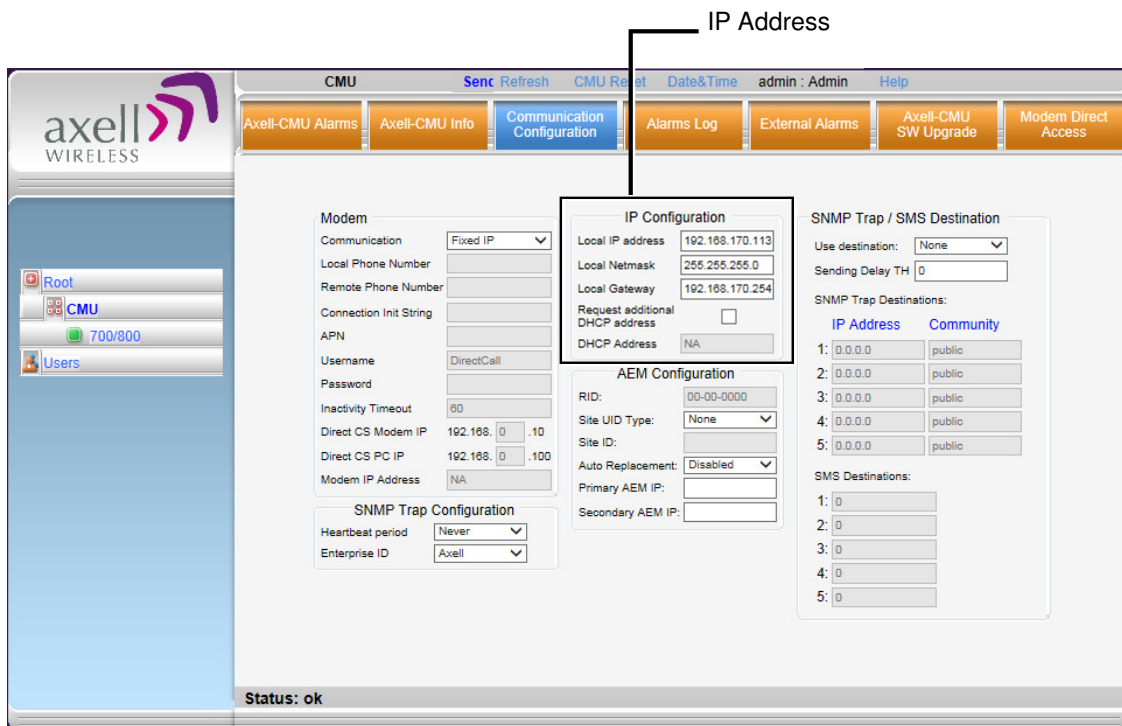 IP Address
axell
WIRELESS
CMU Send Refresh CMU Reset Date&Time admin : Admin Help
Axell-CMU Alarms
Axell-CMU Info
Communication
Configuration
Alarms Log
External Alarms
Axell-CMU
SW Upgrade
Modem Direct
Access
Root
CMU
700/800
Users
Modem
Communication Fixed IP
Local Phone Number
Remote Phone Number
Connection Init String
APN
Username DirectCall
Password
Inactivity Timeout 60
Direct CS Modem IP 192.168. 0 .10
Direct CS PC IP 192.168. 0 .100
Modem IP Address NA
SNMP Trap Configuration
Heartbeat period Never
Enterprise ID Axell
IP Configuration
Local IP address 192.168.170.113
Local Netmask 255.255.255.0
Local Gateway 192.168.170.254
Request additional
DHCP address
DHCP Address NA
AEM Configuration
RID: 00-00-0000
Site UID Type: None
Site ID:
Auto Replacement: Disabled
Primary AEM IP:
Secondary AEM IP:
SNMP Trap / SMS Destination
Use destination: None
Sending Delay TH 0
SNMP Trap Destinations:
IP Address Community
1: 0.0.0.0 public
2: 0.0.0.0 public
3: 0.0.0.0 public
4: 0.0.0.0 public
5: 0.0.0.0 public
SMS Destinations:
1: 0
2: 0
3: 0
4: 0
5: 0
Status: ok